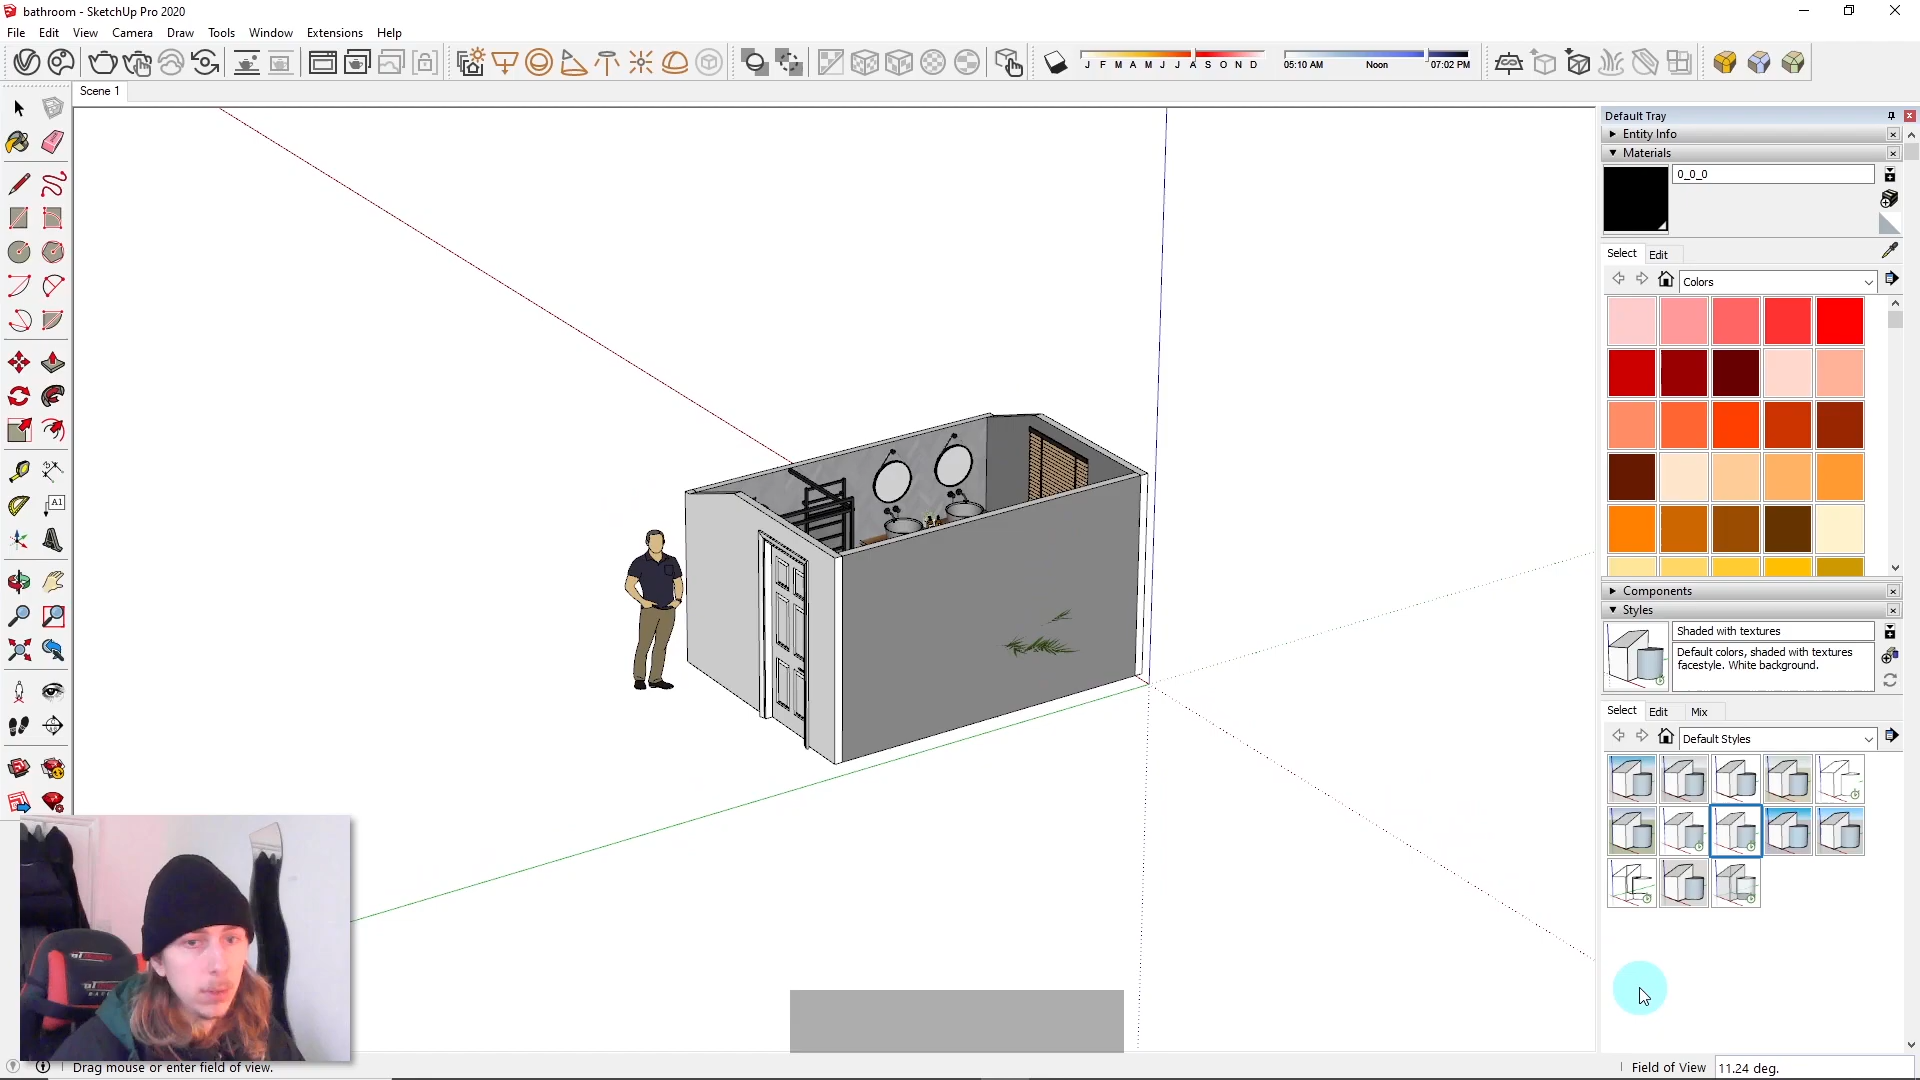 bathroom - SketchUp Pro 2020
File Edit View Camera Draw Tools Window Extensions Help
J F M A M J J A S O N D
05:10 AM Noon 07:02 PM
Scene 1
Default Tray
Entity Info
Materials
0_0_0
Select Edit
Colors
A1
Components
Styles
Shaded with textures
Default colors, shaded with textures
facestyle. White background.
Select Edit Mix
Default Styles
Drag mouse or enter field of view.
Field of View 11.24 deg.